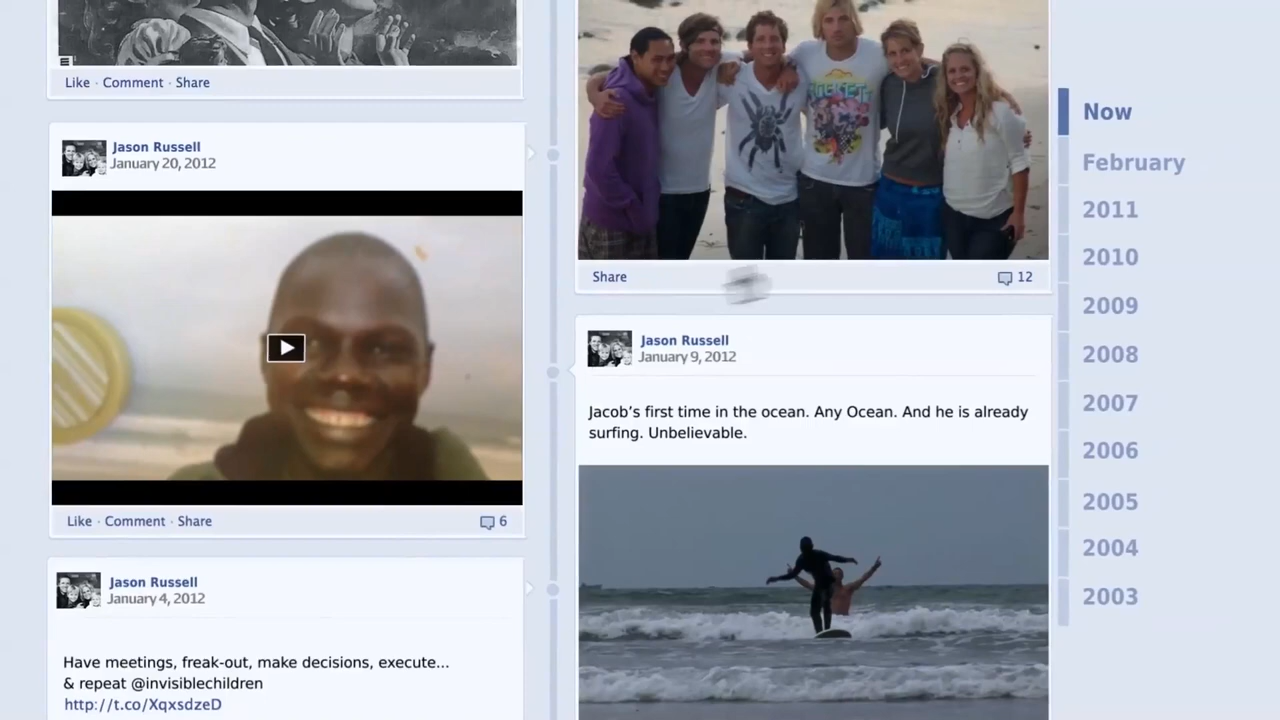 Like · Comment · Share
Jason Russell
January 20, 2012
Like · Comment · Share
6
Jason Russell
January 4, 2012
Have meetings, freak-out, make decisions, execute...
& repeat @invisiblechildren
http://t.co/XqxsdzeD
Share
12
Jason Russell
January 9, 2012
Jacob’s first time in the ocean. Any Ocean. And he is already
surfing. Unbelievable.
Now
February
2011
2010
2009
2008
2007
2006
2005
2004
2003